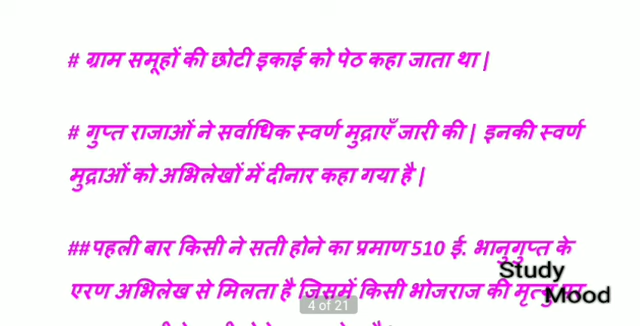 # ग्राम समूहों की छोटी इकाई को पेठ कहा जाता था |
# गुप्त राजाओं ने सर्वाधिक स्वर्ण मुद्राएँ जारी की | इनकी स्वर्ण
मुद्राओं को अभिलेखों में दीनार कहा गया है |
##पहली बार किसी ने सती होने का प्रमाण 510 ई. भानुगुप्त के
एरण अभिलेख से मिलता है जिसमें किसी भोजराज की मृत्यु पर
Study
Mood
4 of 21